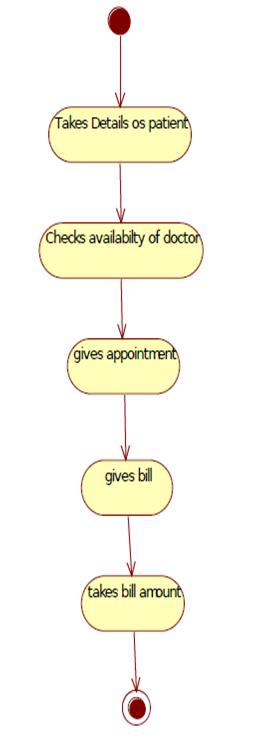 Takes Details os patient
Checks availabilty of doctor
gives appointment
gives bill
takes bill amount